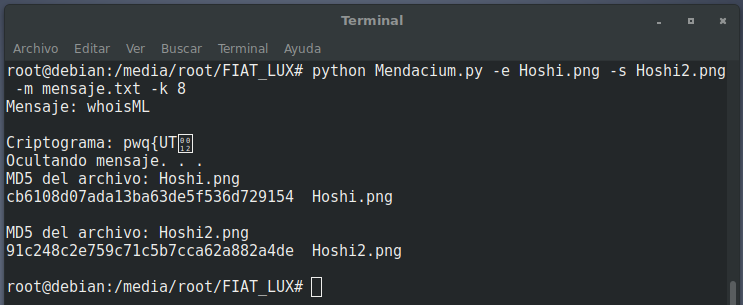 Terminal
Archivo Editar Ver Buscar Terminal Ayuda
root@debian:/media/root/FIAT_LUX# python Mendacium.py -e Hoshi.png -s Hoshi2.png
-m mensaje.txt -k 8
Mensaje: whoisML
Criptograma: pwq{UT
0012
Ocultando mensaje. . .
MD5 del archivo: Hoshi.png
cb6108d07ada13ba63de5f536d729154  Hoshi.png
MD5 del archivo: Hoshi2.png
91c248c2e759c71c5b7cca62a882a4de  Hoshi2.png
root@debian:/media/root/FIAT_LUX#